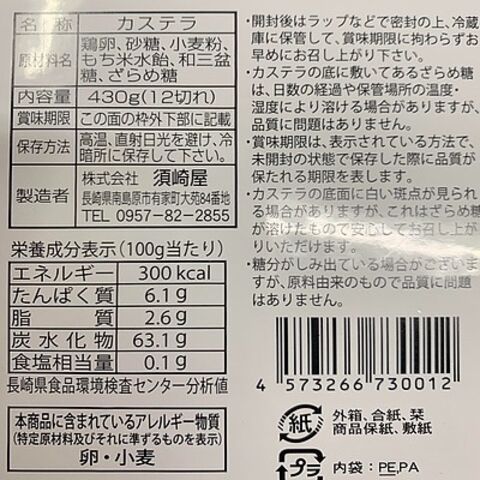 名称 カステラ
原材料名 鶏卵、砂糖、小麦粉、
もち米水飴、和三盆
糖、ざらめ糖
内容量 430g(12切れ)
賞味期限 この面の枠外下部に記載
保存方法 高温、直射日光を避け、冷
暗所に保存して下さい。
製造者 株式会社 須崎屋
長崎県南島原市有家町大苑84番地
TEL 0957-82-2855
栄養成分表示(100g当たり)
エネルギー 300kcal
たんぱく質 6.1g
脂質 2.6g
炭水化物 63.1g
食塩相当量 0.1g
長崎県食品環境検査センター分析値
本商品に含まれているアレルギー物質
(特定原材料及びそれに準ずるものを表示)
卵・小麦
・開封後はラップなどで密封の上、冷蔵
庫に保管して、賞味期限に拘わらずお
早めにお召し上がり下さい。
・カステラの底に敷いてあるざらめ糖
は、日数の経過や保管場所の温度・
湿度により溶ける場合がありますが、
品質に問題はありません。
・賞味期限は、表示されている方法で、
未開封の状態で保存した際に品質が
保たれる期限を表します。
・カステラの底面に白い斑点が見られ
る場合がありますが、これはざらめ糖
が溶けたもので安心してお召し上が
りいただけます。
・糖分がしみ出ている場合がございま
すが、原料由来のもので品質に問題
はありません。
4 573266 730012
紙 外箱、合紙、栞
商品保紙、敷紙
プラ 内袋:PE,PA